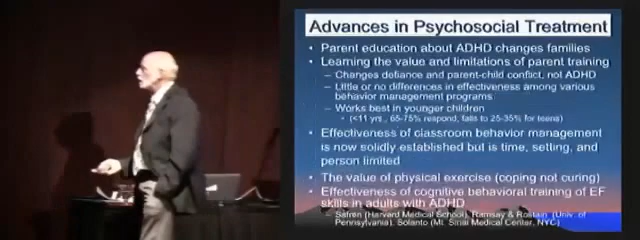 Advances in Psychosocial Treatment
• Parent education about ADHD changes families
• Learning the value and limitations of parent training
– Changes defiance and parent-child conflict, not ADHD
– Little or no differences in effectiveness among various
behavior management programs
– Works best in younger children
• (<11 yrs., 65-75% respond, falls to 25-35% for teens)
• Effectiveness of classroom behavior management
is now solidly established but is time, setting, and
person limited
• The value of physical exercise (coping not curing)
• Effectiveness of cognitive behavioral training of EF
skills in adults with ADHD
– Safren (Harvard Medical School), Ramsay & Rostain, (Univ. of
Pennsylvania), Solanto (Mt. Sinai Medical Center, NYC)